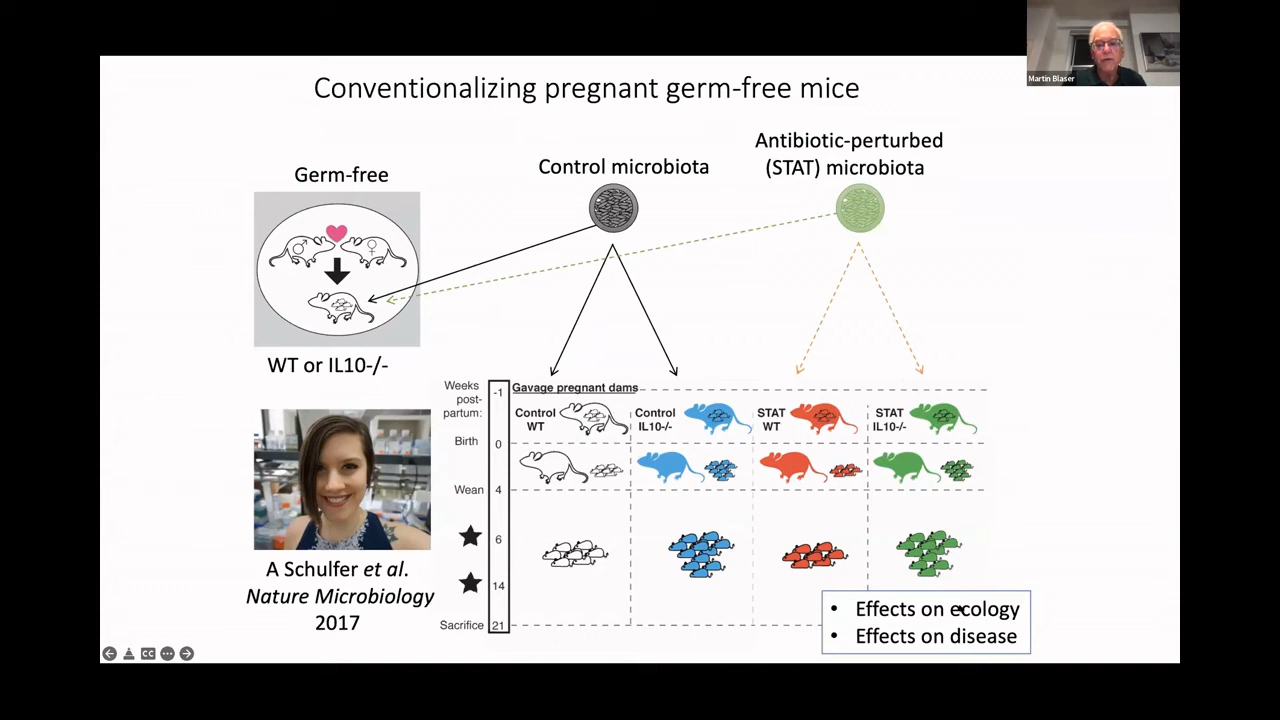 Conventionalizing pregnant germ-free mice
Martin Blaser
Antibiotic-perturbed
(STAT) microbiota
Control microbiota
Germ-free
♂
♀
WT or IL10-/-
Weeks
post-
partum:
-1
Gavage pregnant dams
Control
WT
Control
IL10-/-
STAT
WT
STAT
IL10-/-
Birth
0
Wean
4
6
14
Sacrifice
21
A Schulfer et al.
Nature Microbiology
2017
• Effects on ecology
• Effects on disease
CC